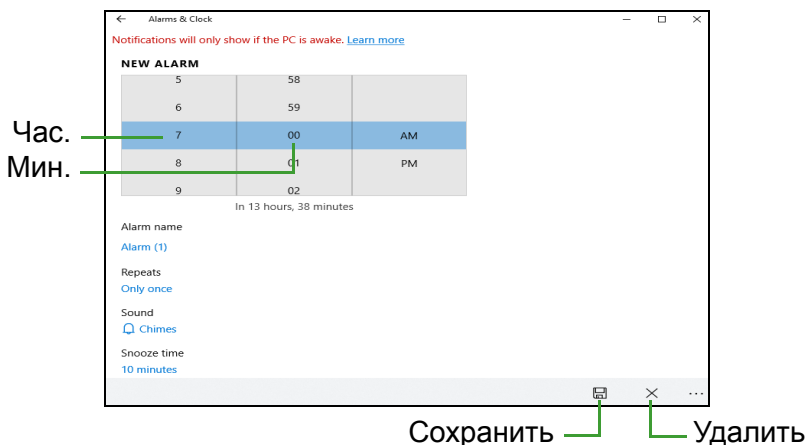 Alarms & Clock
Notifications will only show if the PC is awake. Learn more
NEW ALARM
5 58
6 59
Час. 7 00 AM
Мин. 8 01 PM
9 02
In 13 hours, 38 minutes
Alarm name
Alarm (1)
Repeats
Only once
Sound
Chimes
Snooze time
10 minutes
Сохранить Удалить